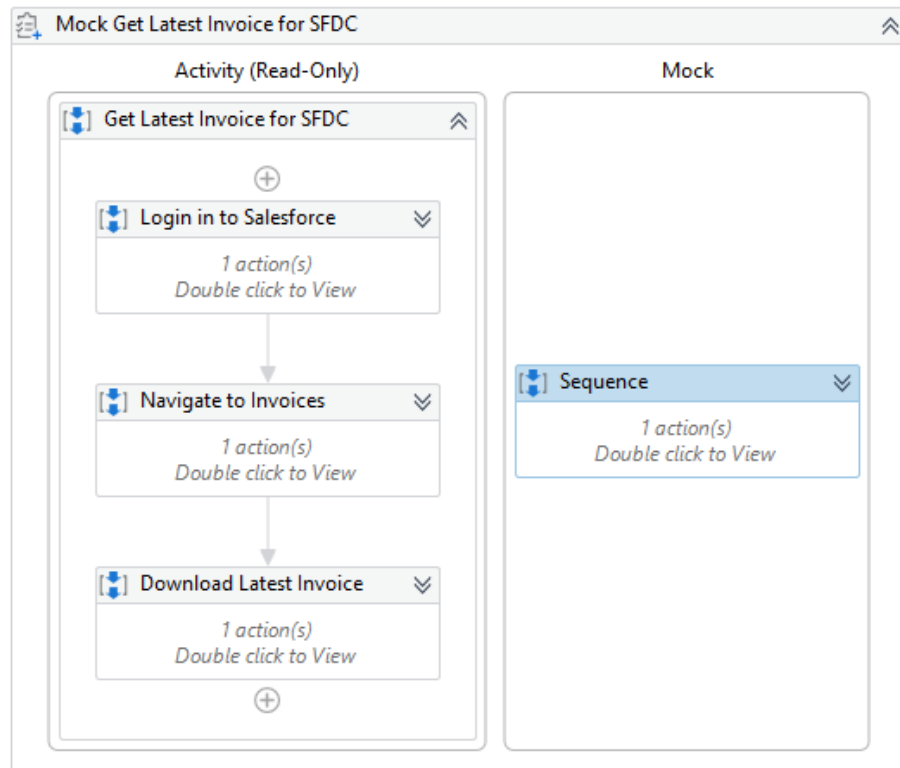 Mock Get Latest Invoice for SFDC
Activity (Read-Only)
Mock
Get Latest Invoice for SFDC
Login in to Salesforce
1 action(s)
Double click to View
Navigate to Invoices
1 action(s)
Double click to View
Download Latest Invoice
1 action(s)
Double click to View
Sequence
1 action(s)
Double click to View